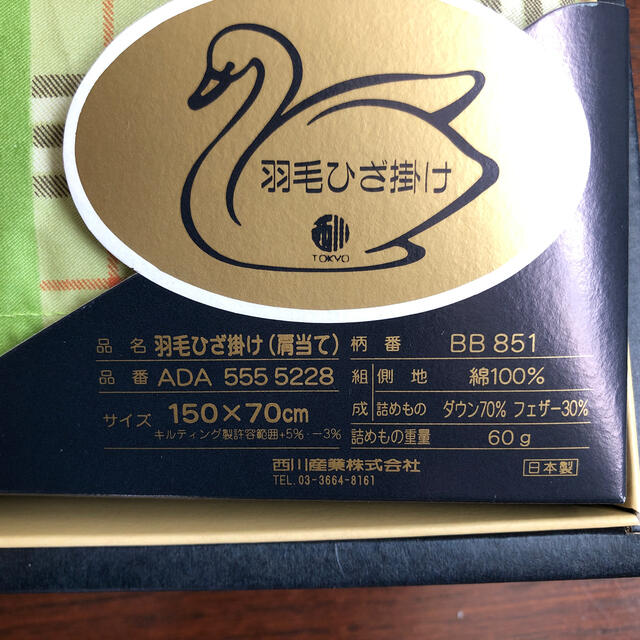 羽毛ひざ掛け
西川
TOKYO
品名 羽毛ひざ掛け(肩当て)
品番 ADA 555 5228
サイズ 150×70cm
キルティング製許容範囲+5% -3%
柄番 BB 851
組成 側地 綿100%
詰めもの ダウン70% フェザー30%
詰めもの重量 60g
西川産業株式会社
TEL.03-3664-8161
日本製